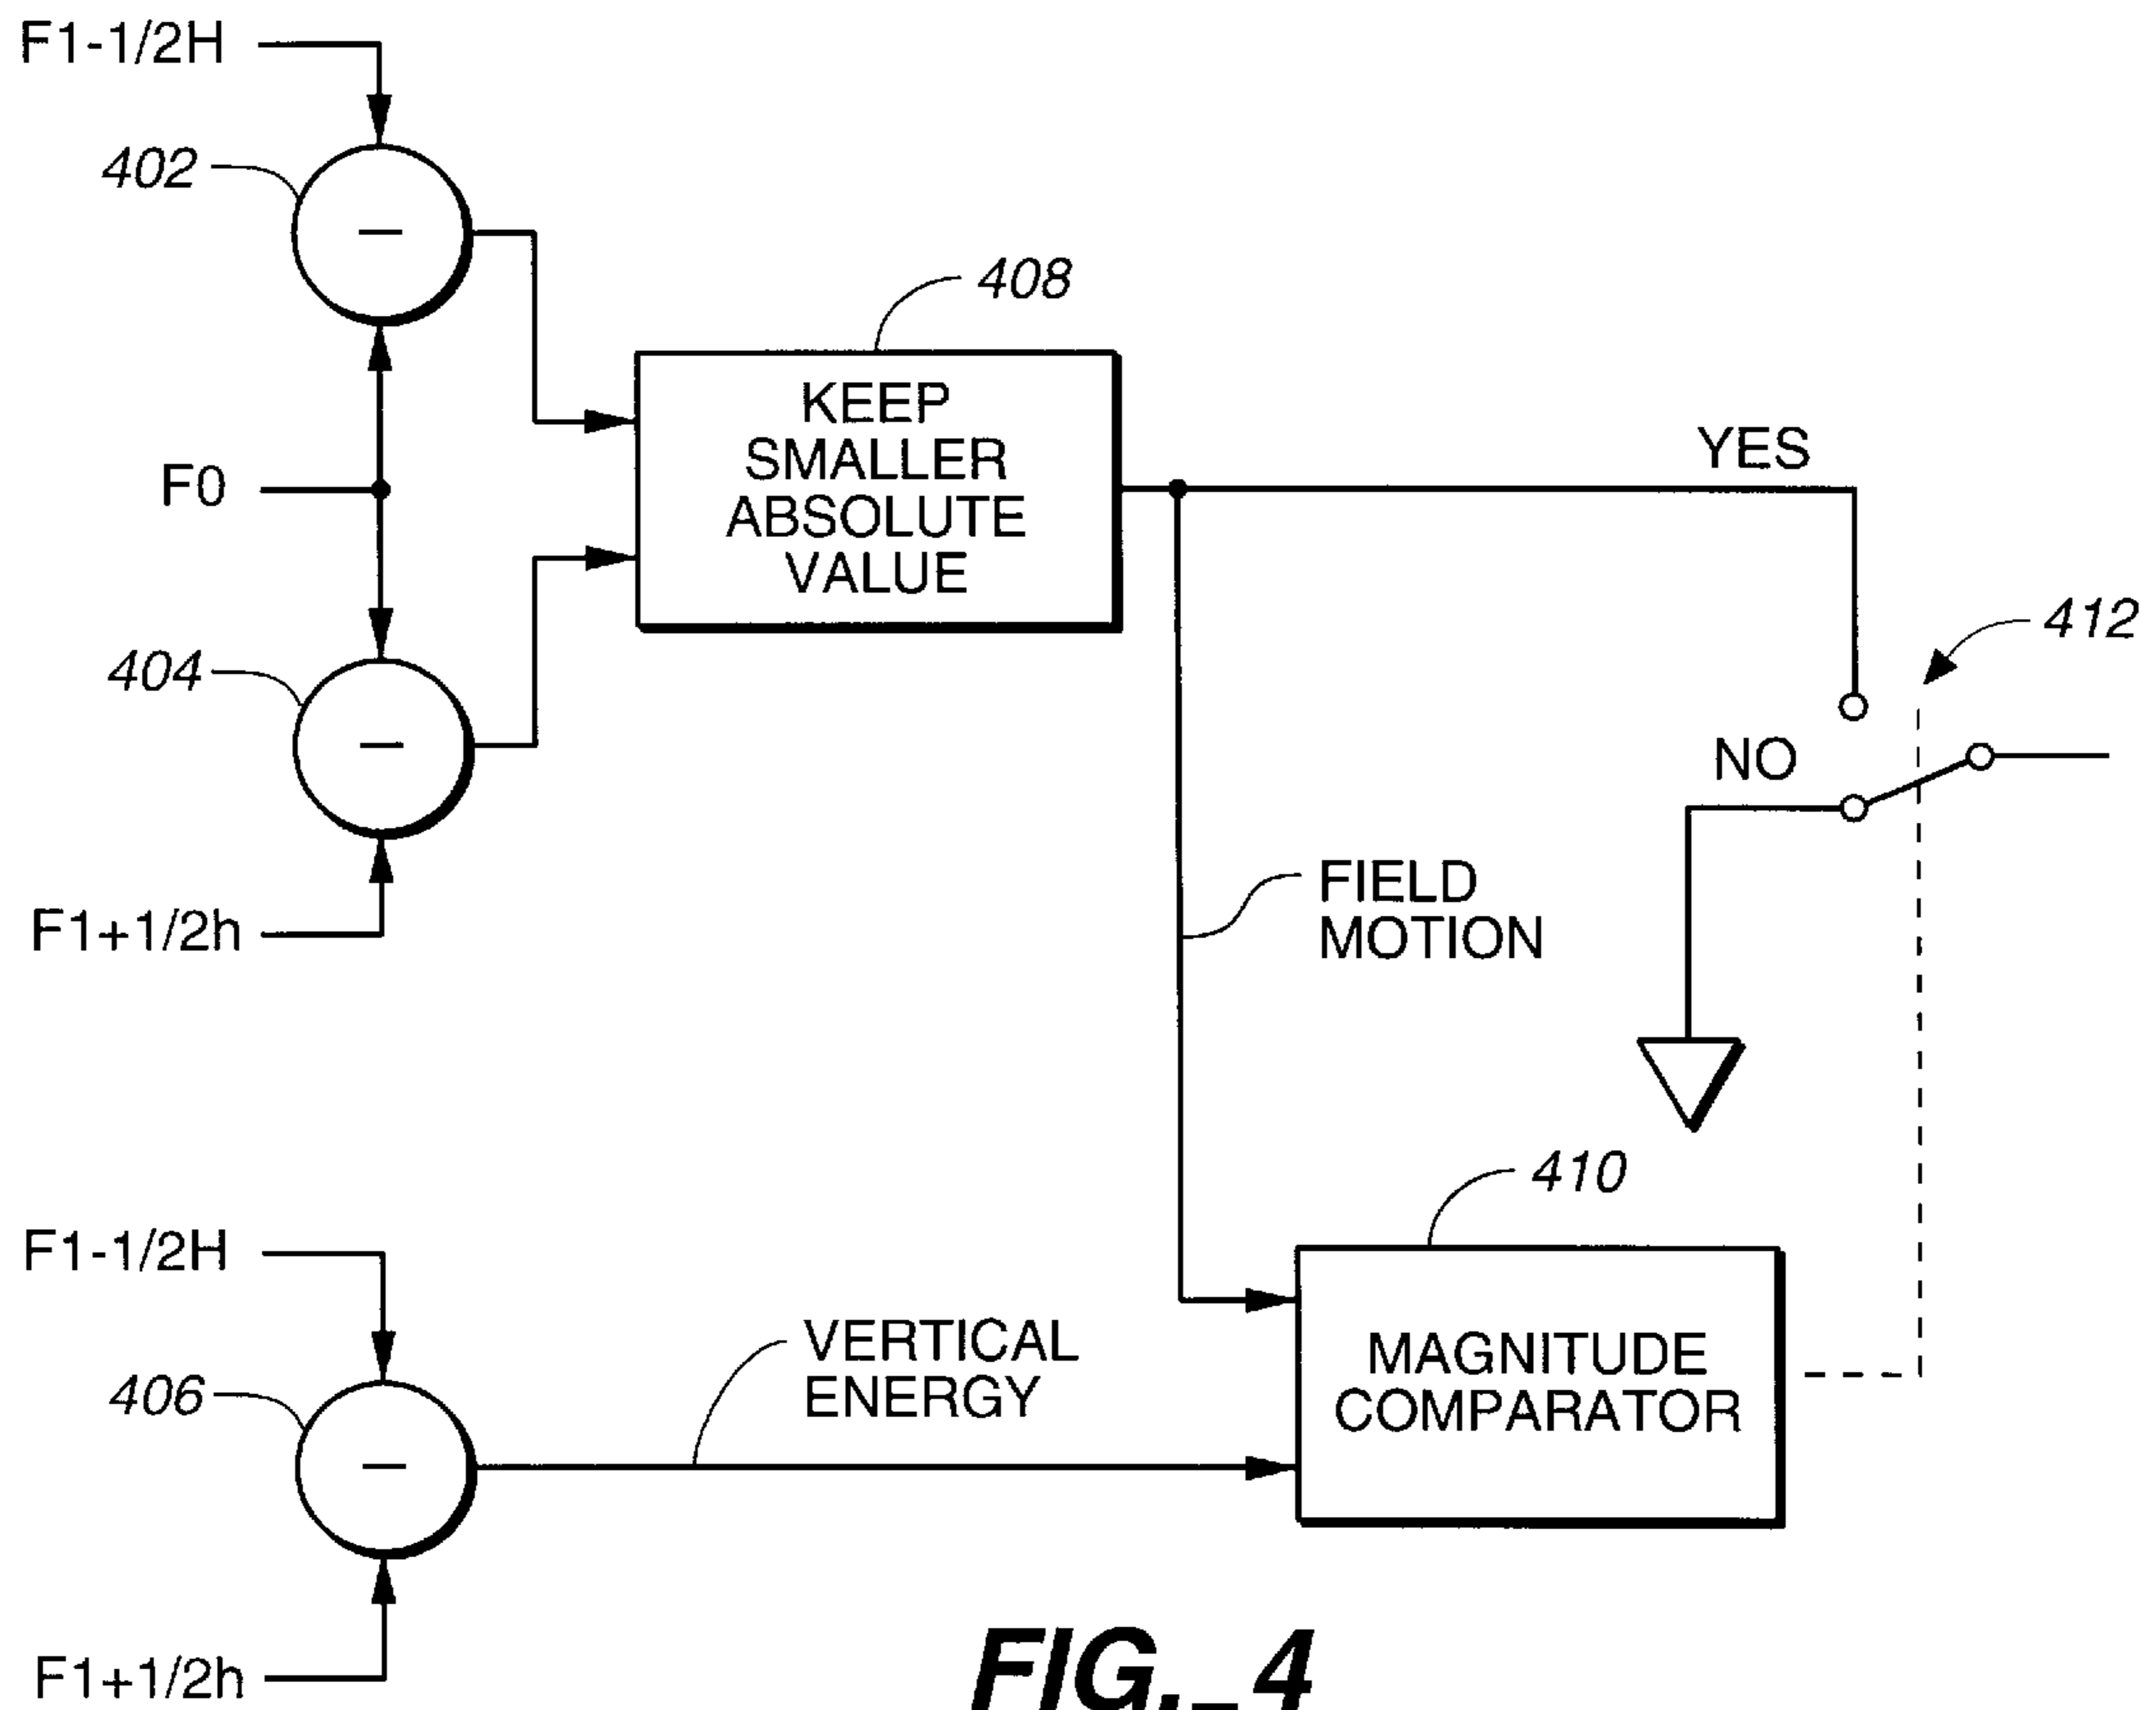 F1-1/2H
402
408
KEEP
SMALLER
ABSOLUTE
VALUE
YES
F0
412
404
NO
FIELD
MOTION
F1+1/2h
410
F1-1/2H
VERTICAL
ENERGY
MAGNITUDE
COMPARATOR
406
F1+1/2h
FIG._4